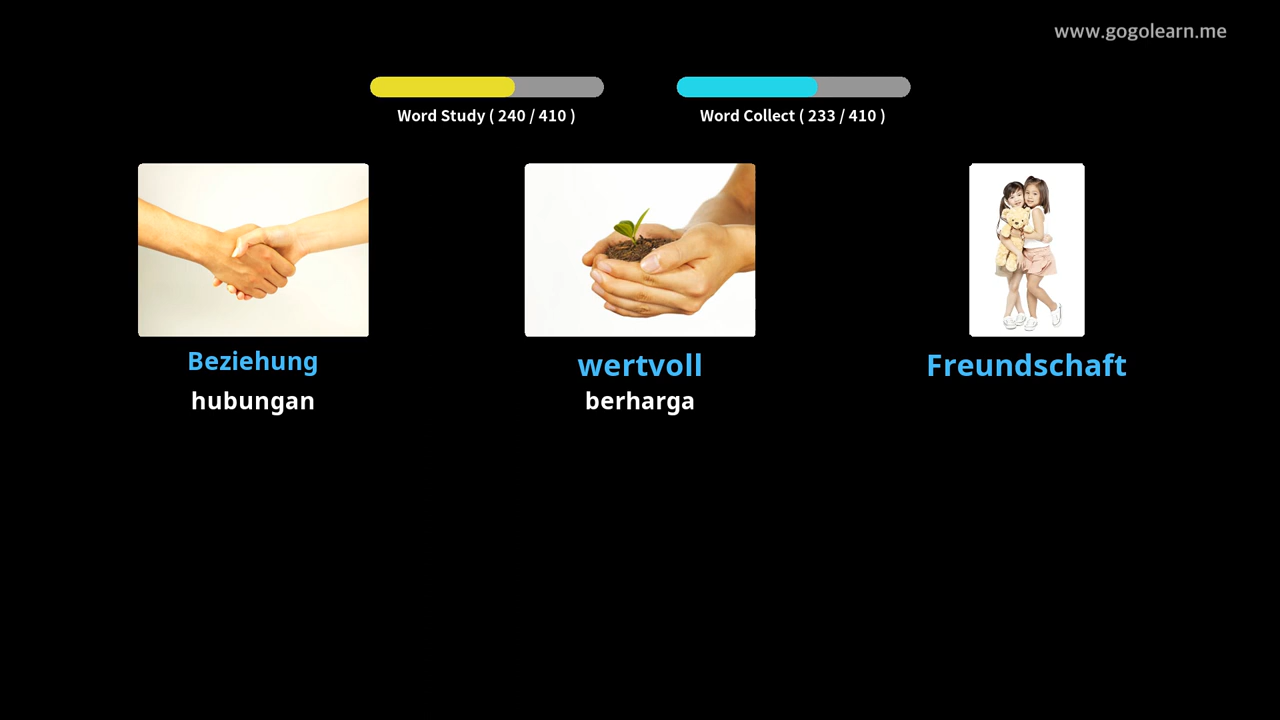 www.gogolearn.me
Word Study ( 240 / 410 )
Word Collect ( 233 / 410 )
Beziehung
hubungan
wertvoll
berharga
Freundschaft